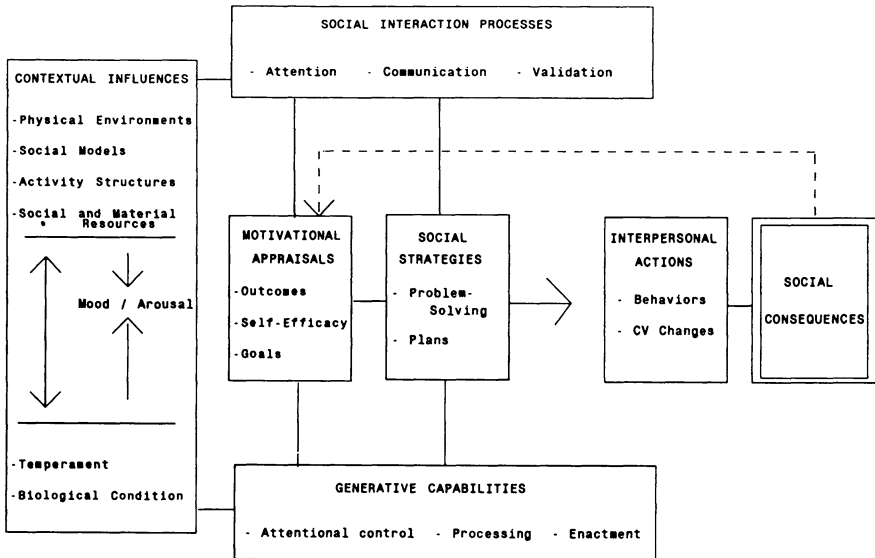 SOCIAL INTERACTION PROCESSES
- Attention - Communication - Validation
CONTEXTUAL INFLUENCES
-Physical Environments
-Social Models
-Activity Structures
-Social and Material
Resources
Mood / Arousal
-Temperament
-Biological Condition
MOTIVATIONAL
APPRAISALS
-Outcomes
-Self-Efficacy
-Goals
SOCIAL
STRATEGIES
- Problem-
Solving
- Plans
INTERPERSONAL
ACTIONS
- Behaviors
- CV Changes
SOCIAL
CONSEQUENCES
GENERATIVE CAPABILITIES
- Attentional control - Processing - Enactment